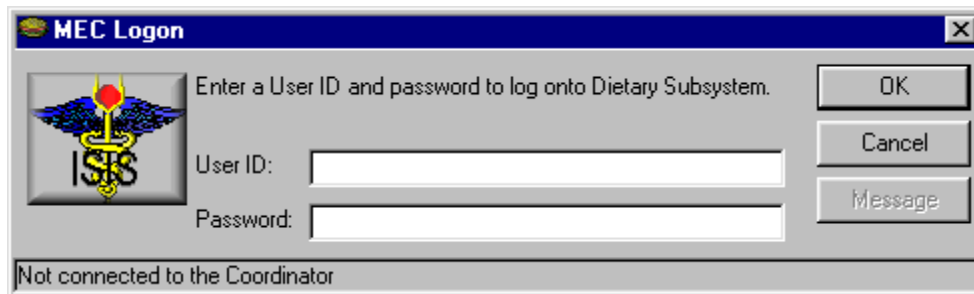 MEC Logon
Enter a User ID and password to log onto Dietary Subsystem.
OK
Cancel
ISIS
User ID:
Message
Password:
Not connected to the Coordinator